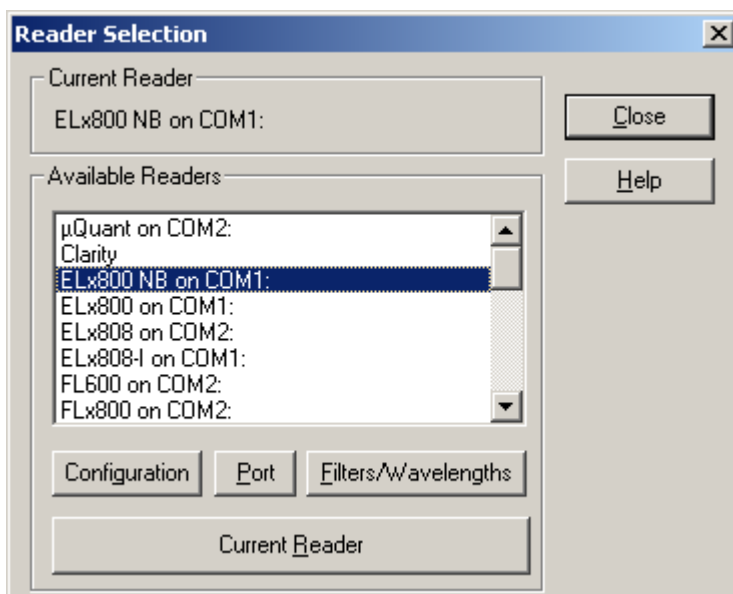 Reader Selection
Current Reader
ELx800 NB on COM1:
Close
Help
Available Readers
µQuant on COM2:
Clarity
ELx800 NB on COM1:
ELx800 on COM1:
ELx808 on COM2:
ELx808-I on COM1:
FL600 on COM2:
FLx800 on COM2:
Configuration
Port
Filters/Wavelengths
Current Reader